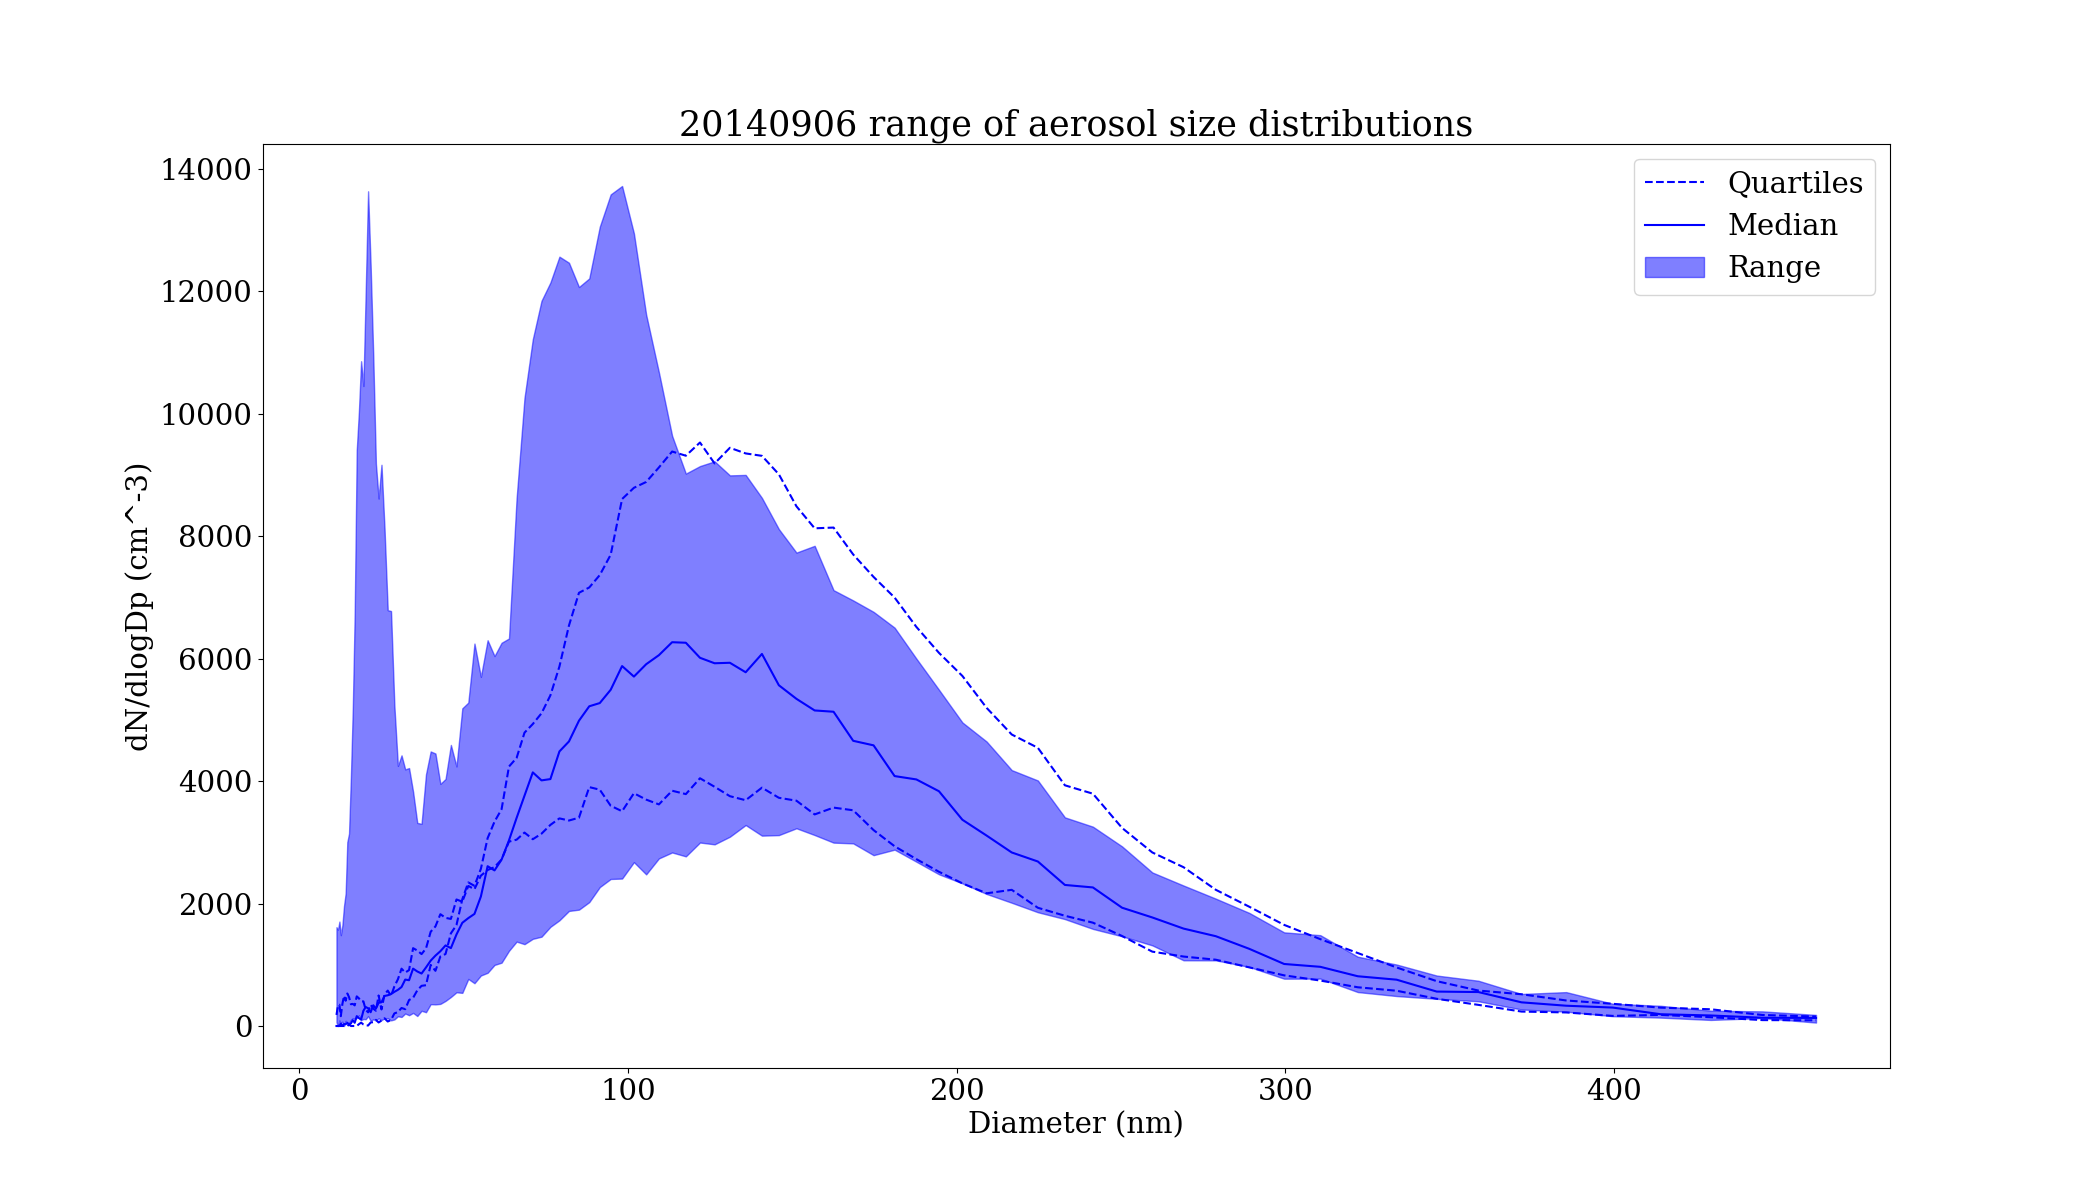 20140906 range of aerosol size distributions
14000
12000
10000
8000
6000
4000
2000
0
dN/dlogDp (cm^-3)
Quartiles
Median
Range
0 100 200 300 400
Diameter (nm)